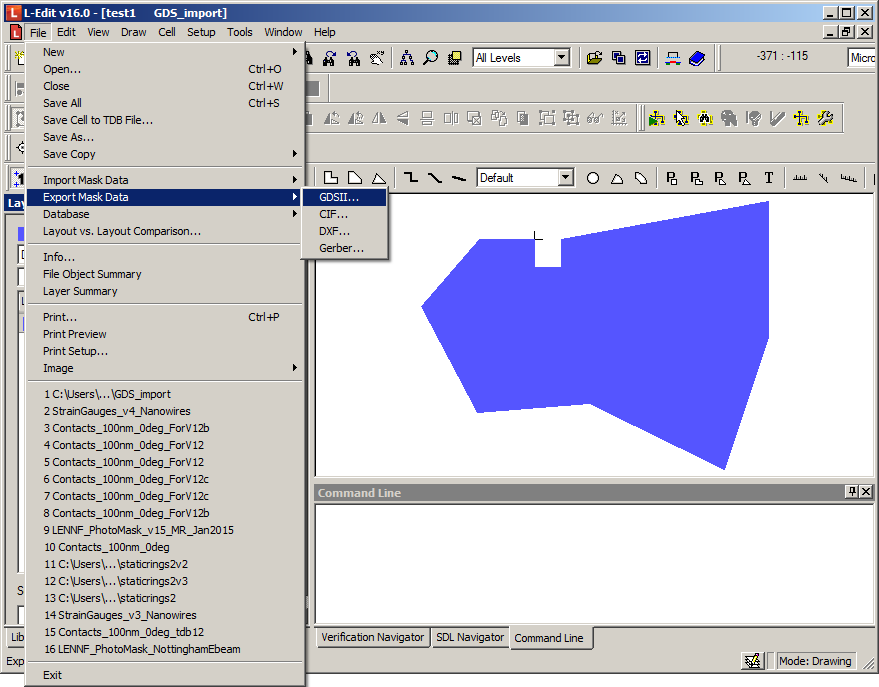 L-Edit v16.0 - [test1 GDS_import]
File Edit View Draw Cell Setup Tools Window Help
New
Open... Ctrl+O
Close Ctrl+W
Save All Ctrl+S
Save Cell to TDB File...
Save As...
Save Copy
Import Mask Data
Export Mask Data
Database
Layout vs. Layout Comparison...
Info...
File Object Summary
Layer Summary
Print... Ctrl+P
Print Preview
Print Setup...
Image
1 C:\Users\...\GDS_import
2 StrainGauges_v4_Nanowires
3 Contacts_100nm_0deg_ForV12b
4 Contacts_100nm_0deg_ForV12
5 Contacts_100nm_0deg_ForV12
6 Contacts_100nm_0deg_ForV12c
7 Contacts_100nm_0deg_ForV12c
8 Contacts_100nm_0deg_ForV12b
9 LENNF_PhotoMask_v15_MR_Jan2015
10 Contacts_100nm_0deg
11 C:\Users\...\staticrings2v2
12 C:\Users\...\staticrings2v3
13 C:\Users\...\staticrings2
14 StrainGauges_v3_Nanowires
15 Contacts_100nm_0deg_tdb12
16 LENNF_PhotoMask_NottinghamEbeam
Exit
GDSII...
CIF...
DXF...
Gerber...
All Levels
-371 : -115
Micro
Default
T
Command Line
Verification Navigator SDL Navigator Command Line
Lib
Exp
Mode: Drawing